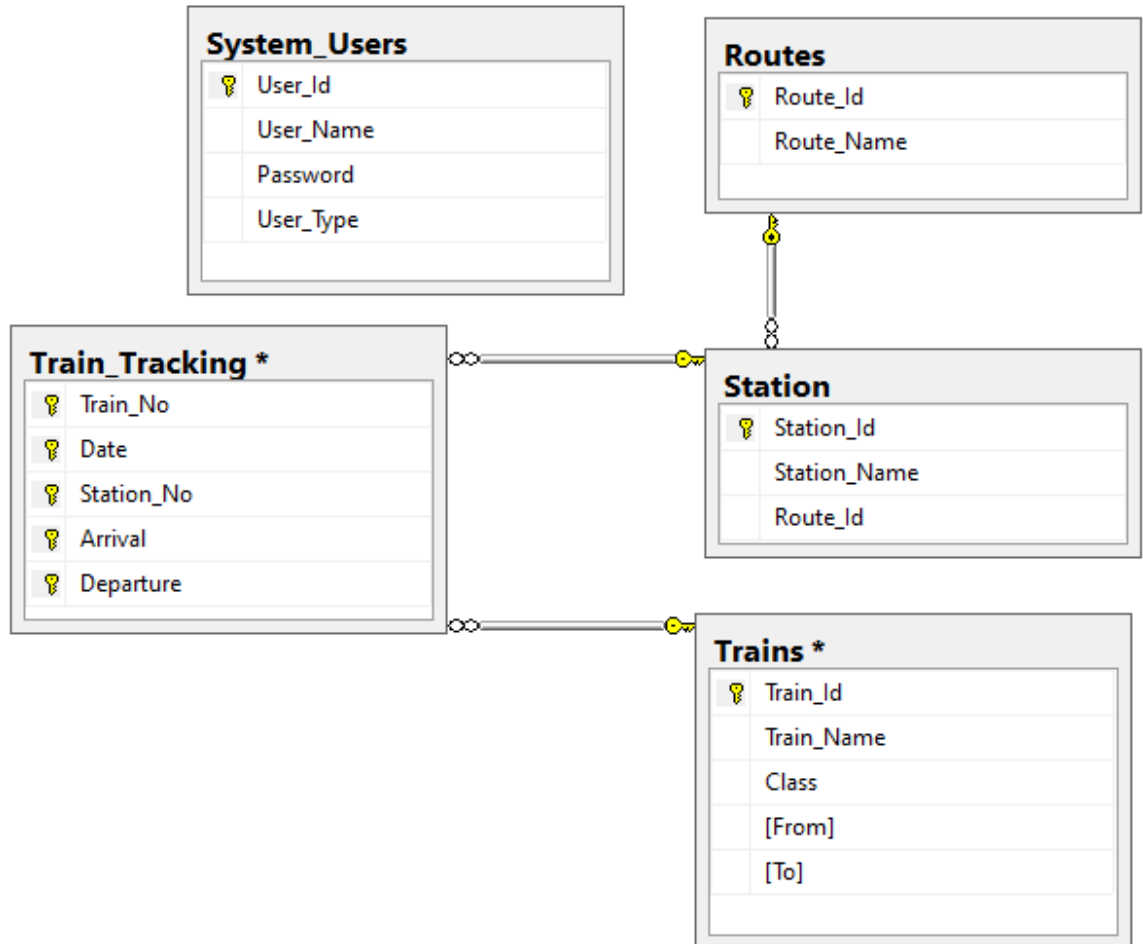 System_Users
User_Id
User_Name
Password
User_Type
Routes
Route_Id
Route_Name
Train_Tracking *
Train_No
Date
Station_No
Arrival
Departure
Station
Station_Id
Station_Name
Route_Id
Trains *
Train_Id
Train_Name
Class
[From]
[To]